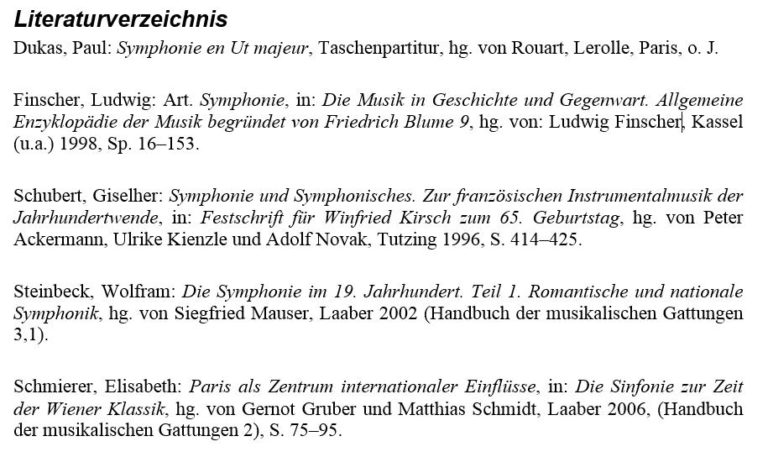 Literaturverzeichnis
Dukas, Paul: Symphonie en Ut majeur, Taschenpartitur, hg. von Rouart, Lerolle, Paris, o. J.
Finscher, Ludwig: Art. Symphonie, in: Die Musik in Geschichte und Gegenwart. Allgemeine
Enzyklopädie der Musik begründet von Friedrich Blume 9, hg. von: Ludwig Finscher, Kassel
(u.a.) 1998, Sp. 16–153.
Schubert, Giselher: Symphonie und Symphonisches. Zur französischen Instrumentalmusik der
Jahrhundertwende, in: Festschrift für Winfried Kirsch zum 65. Geburtstag, hg. von Peter
Ackermann, Ulrike Kienzle und Adolf Novak, Tutzing 1996, S. 414–425.
Steinbeck, Wolfram: Die Symphonie im 19. Jahrhundert. Teil 1. Romantische und nationale
Symphonik, hg. von Siegfried Mauser, Laaber 2002 (Handbuch der musikalischen Gattungen
3,1).
Schmierer, Elisabeth: Paris als Zentrum internationaler Einflüsse, in: Die Sinfonie zur Zeit
der Wiener Klassik, hg. von Gernot Gruber und Matthias Schmidt, Laaber 2006, (Handbuch
der musikalischen Gattungen 2), S. 75–95.